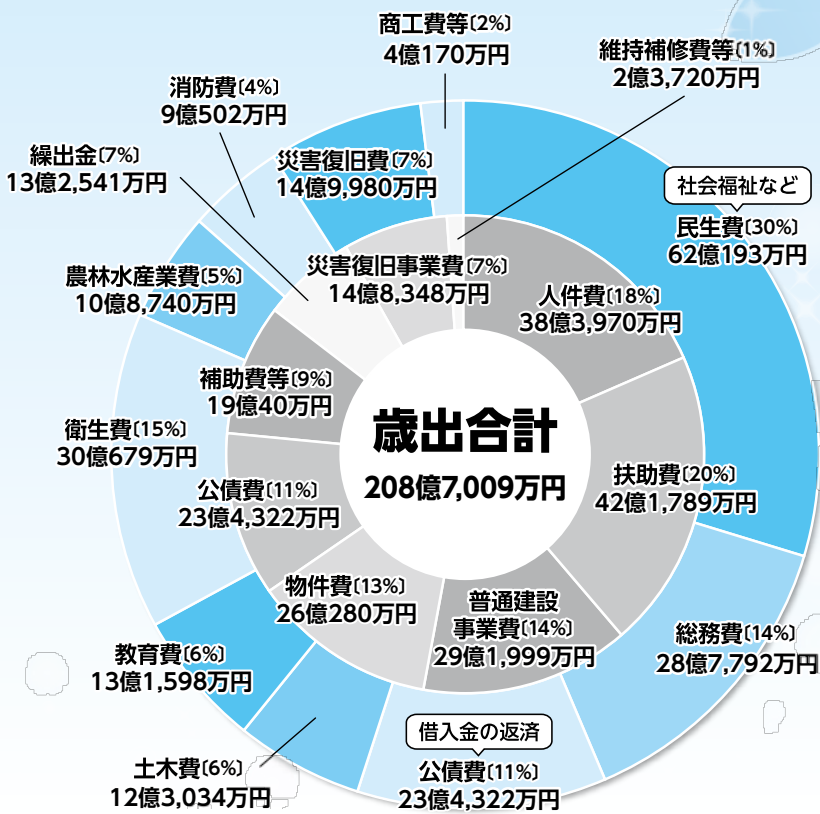 商工費等〔2%〕
4億170万円
維持補修費等〔1%〕
2億3,720万円
消防費〔4%〕
9億502万円
繰出金〔7%〕
13億2,541万円
災害復旧費〔7%〕
14億9,980万円
社会福祉など
民生費〔30%〕
62億193万円
農林水産業費〔5%〕
10億8,740万円
災害復旧事業費〔7%〕
14億8,348万円
人件費〔18%〕
38億3,970万円
補助費等〔9%〕
19億40万円
歳出合計
208億7,009万円
衛生費〔15%〕
30億679万円
公債費〔11%〕
23億4,322万円
扶助費〔20%〕
42億1,789万円
物件費〔13%〕
26億280万円
普通建設
事業費〔14%〕
29億1,999万円
総務費〔14%〕
28億7,792万円
教育費〔6%〕
13億1,598万円
借入金の返済
公債費〔11%〕
23億4,322万円
土木費〔6%〕
12億3,034万円